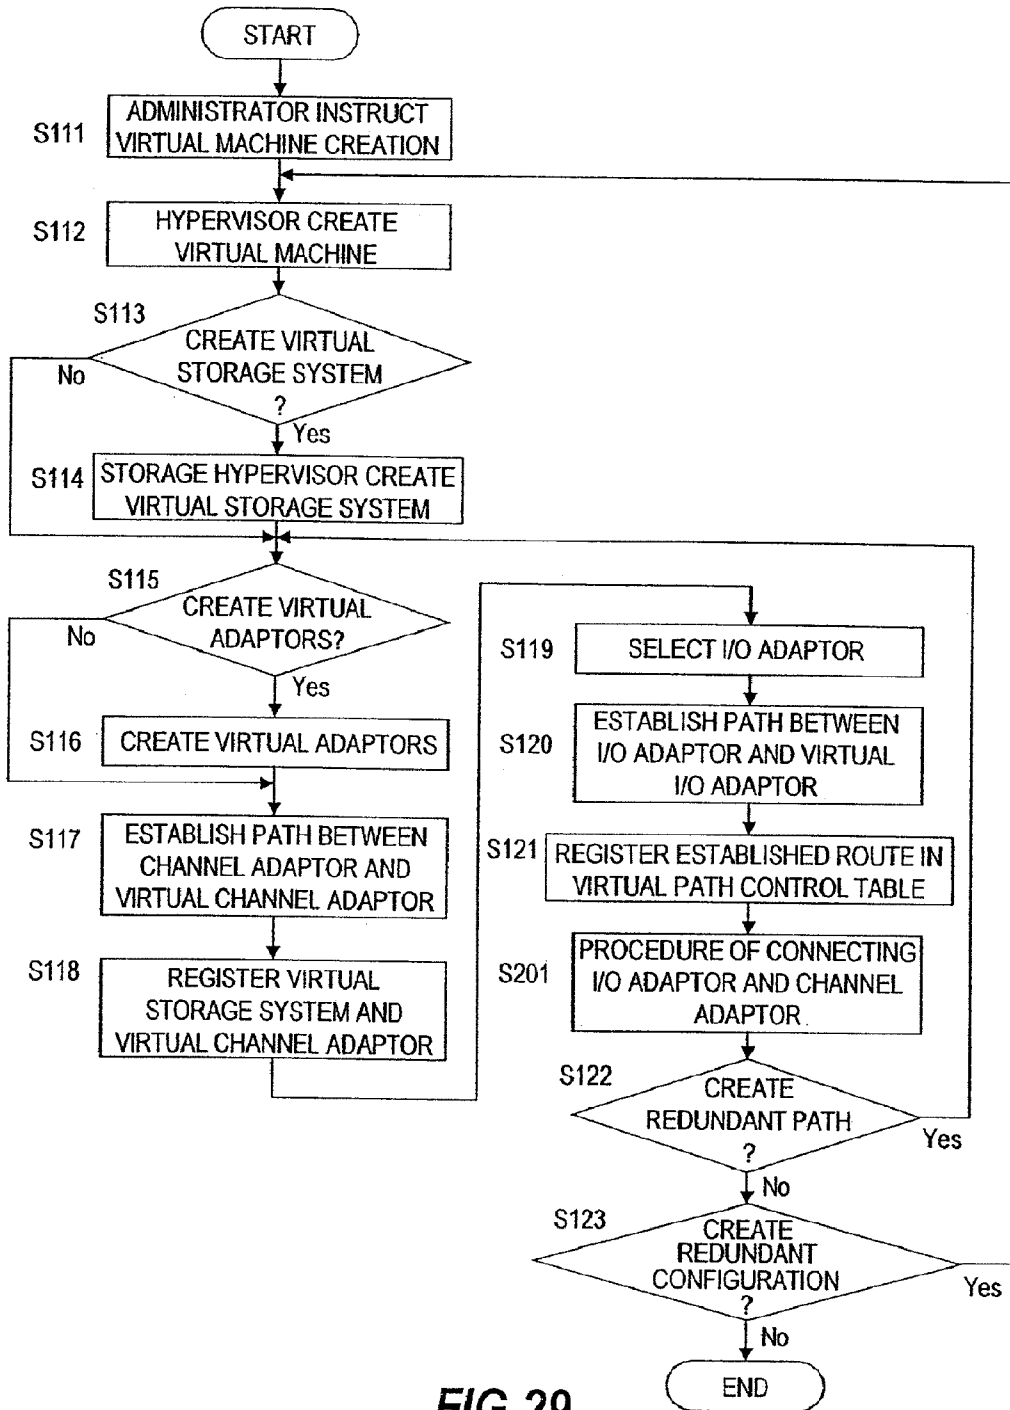 START
S111
ADMINISTRATOR INSTRUCT
VIRTUAL MACHINE CREATION
S112
HYPERVISOR CREATE
VIRTUAL MACHINE
S113
CREATE VIRTUAL
STORAGE SYSTEM
?
No
Yes
S114
STORAGE HYPERVISOR CREATE
VIRTUAL STORAGE SYSTEM
S115
CREATE VIRTUAL
ADAPTORS?
No
Yes
S116
CREATE VIRTUAL ADAPTORS
S117
ESTABLISH PATH BETWEEN
CHANNEL ADAPTOR AND
VIRTUAL CHANNEL ADAPTOR
S118
REGISTER VIRTUAL
STORAGE SYSTEM AND
VIRTUAL CHANNEL ADAPTOR
S119
SELECT I/O ADAPTOR
S120
ESTABLISH PATH BETWEEN
I/O ADAPTOR AND VIRTUAL
I/O ADAPTOR
S121
REGISTER ESTABLISHED ROUTE IN
VIRTUAL PATH CONTROL TABLE
S201
PROCEDURE OF CONNECTING
I/O ADAPTOR AND CHANNEL
ADAPTOR
S122
CREATE
REDUNDANT PATH
?
Yes
No
S123
CREATE
REDUNDANT
CONFIGURATION
?
Yes
No
END
FIG.29